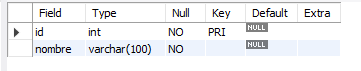 Field Type Null Key Default Extra
id int NO PRI NULL
nombre varchar(100) NO NULL